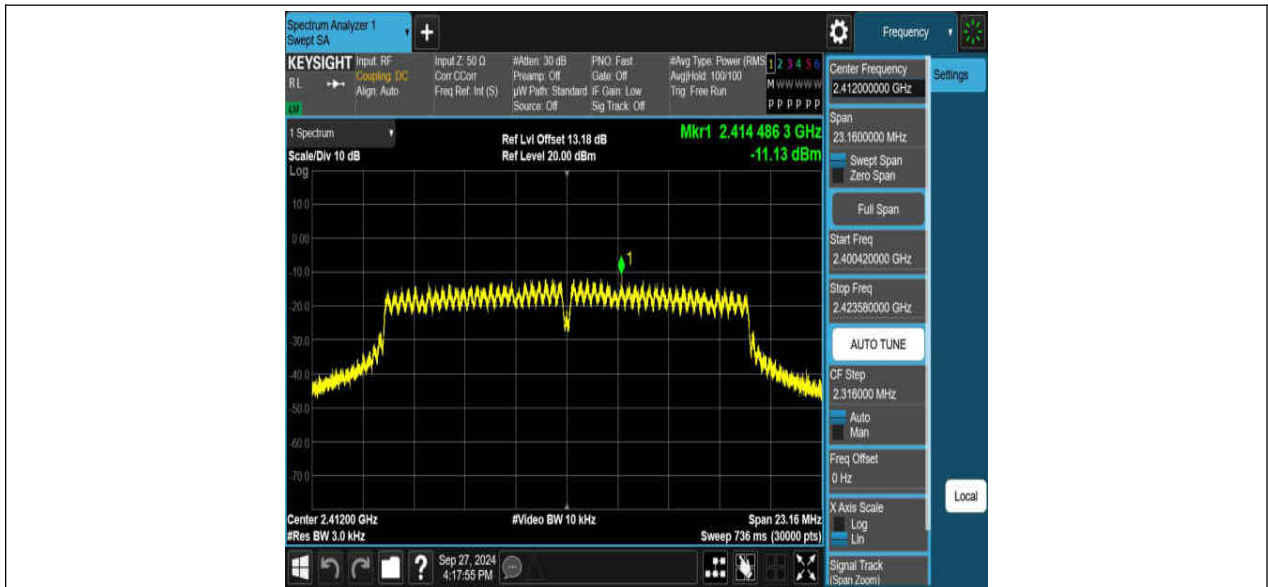 Spectrum Analyzer 1
Swept SA
+
Frequency
KEYSIGHT
RL
Input: RF
Coupling: DC
Align: Auto
Input Z: 50 Ω
Corr CCorr
Freq Ref: Int (S)
#Atten: 30 dB
Preamp: Off
µW Path: Standard
Source: Off
PNO: Fast
Gate: Off
IF Gain: Low
Sig Track: Off
#Avg Type: Power (RMS
Avg|Hold: 100/100
Trig: Free Run
1 2 3 4 5 6
M W W W W W
P P P P P P
1 Spectrum
Scale/Div 10 dB
Log
Ref Lvl Offset 13.18 dB
Ref Level 20.00 dBm
Mkr1 2.414 486 3 GHz
-11.13 dBm
1
10.0
0.00
-10.0
-20.0
-30.0
-40.0
-50.0
-60.0
-70.0
Center 2.41200 GHz
#Res BW 3.0 kHz
#Video BW 10 kHz
Span 23.16 MHz
Sweep 736 ms (30000 pts)
?
Sep 27, 2024
4:17:55 PM
Center Frequency
2.412000000 GHz
Settings
Span
23.1600000 MHz
Swept Span
Zero Span
Full Span
Start Freq
2.400420000 GHz
Stop Freq
2.423580000 GHz
AUTO TUNE
CF Step
2.316000 MHz
Auto
Man
Freq Offset
0 Hz
X Axis Scale
Log
Lin
Local
Signal Track
(Span Zoom)